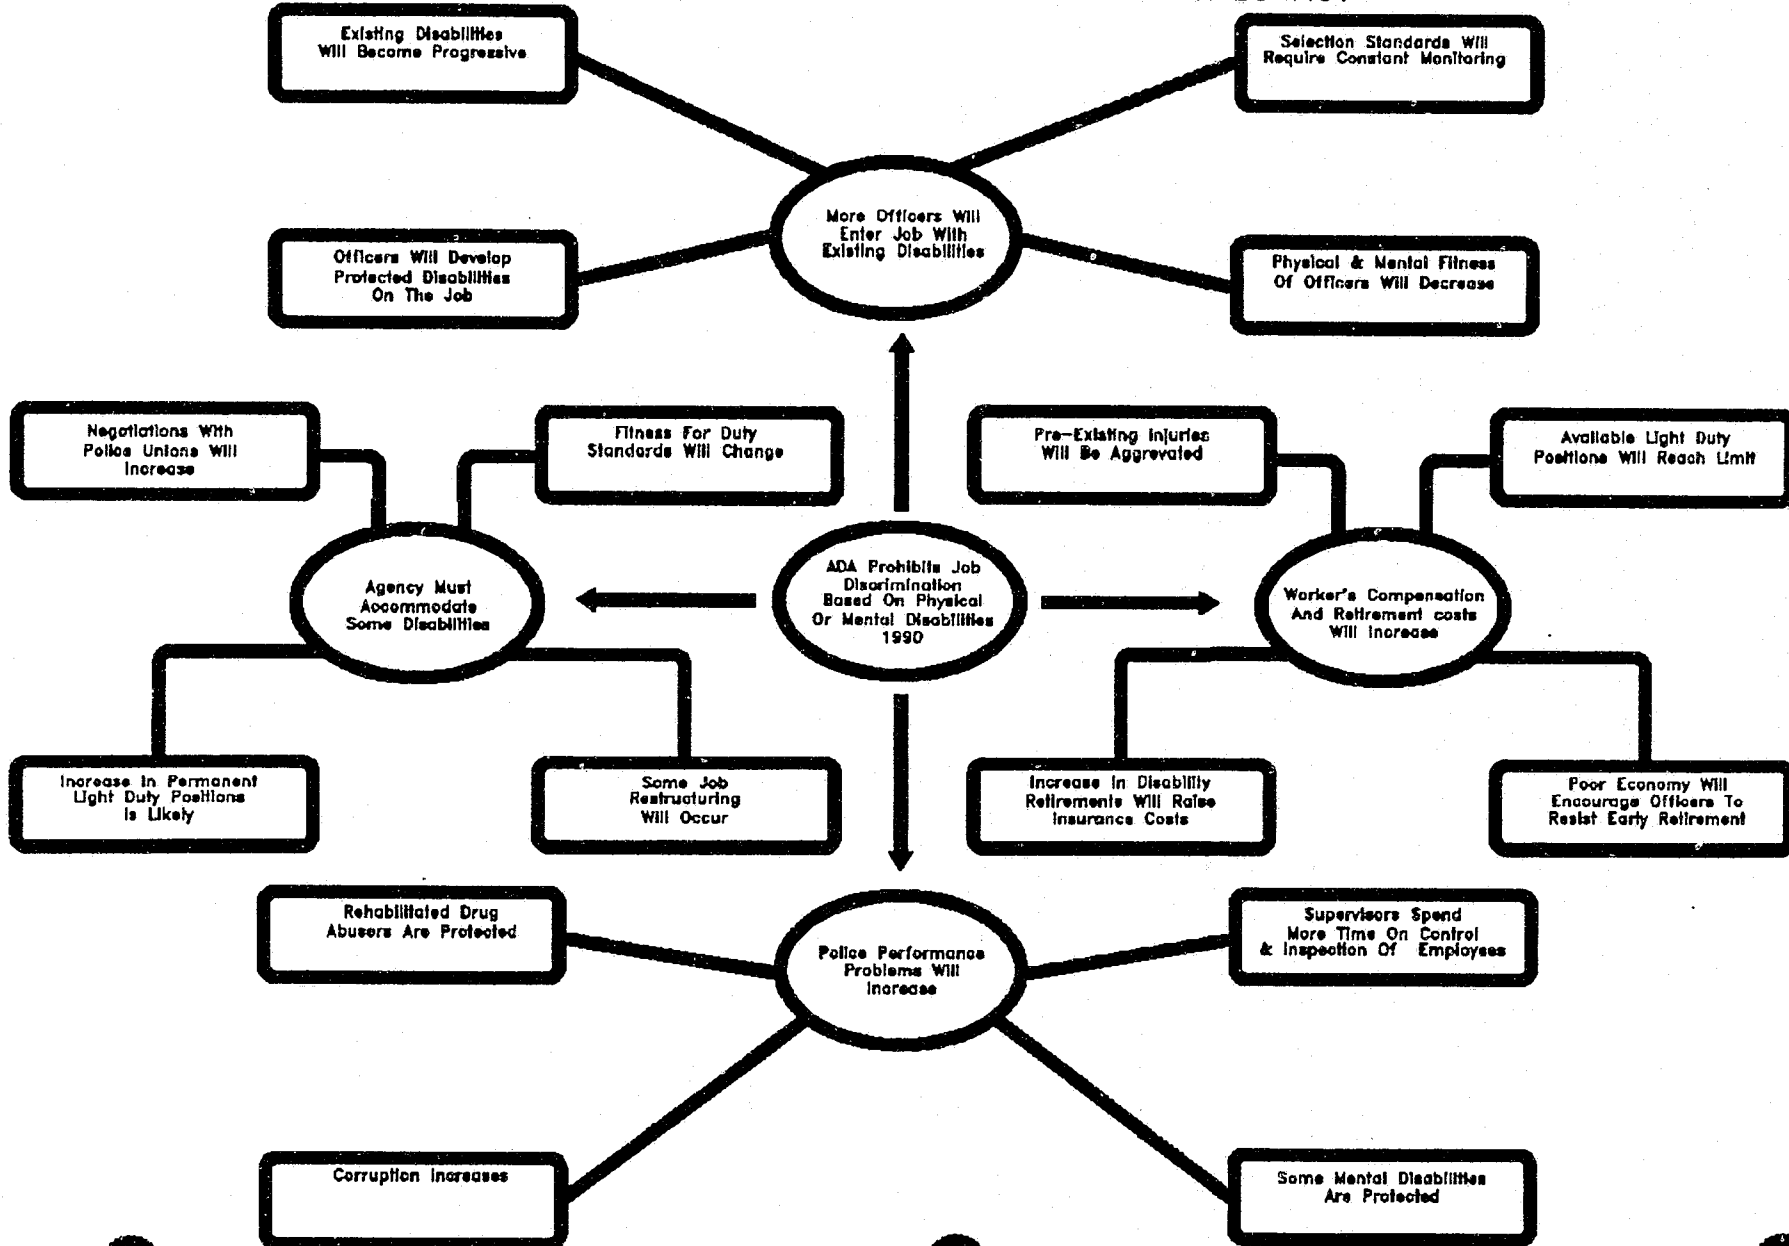 Existing Disabilities
Will Become Progressive
Selection Standards Will
Require Constant Monitoring
More Officers Will
Enter Job With
Existing Disabilities
Officers Will Develop
Protected Disabilities
On The Job
Physical & Mental Fitness
Of Officers Will Decrease
Negotiations With
Police Unions Will
Increase
Fitness For Duty
Standards Will Change
Pre-Existing Injuries
Will Be Aggrevated
Available Light Duty
Positions Will Reach Limit
Agency Must
Accommodate
Some Disabilities
ADA Prohibits Job
Discrimination
Based On Physical
Or Mental Disabilities
1990
Worker's Compensation
And Retirement costs
Will Increase
Increase In Permanent
Light Duty Positions
Is Likely
Some Job
Restructuring
Will Occur
Increase In Disability
Retirements Will Raise
Insurance Costs
Poor Economy Will
Encourage Officers To
Resist Early Retirement
Rehabilitated Drug
Abusers Are Protected
Police Performance
Problems Will
Increase
Supervisors Spend
More Time On Control
& Inspection Of Employees
Corruption Increases
Some Mental Disabilities
Are Protected